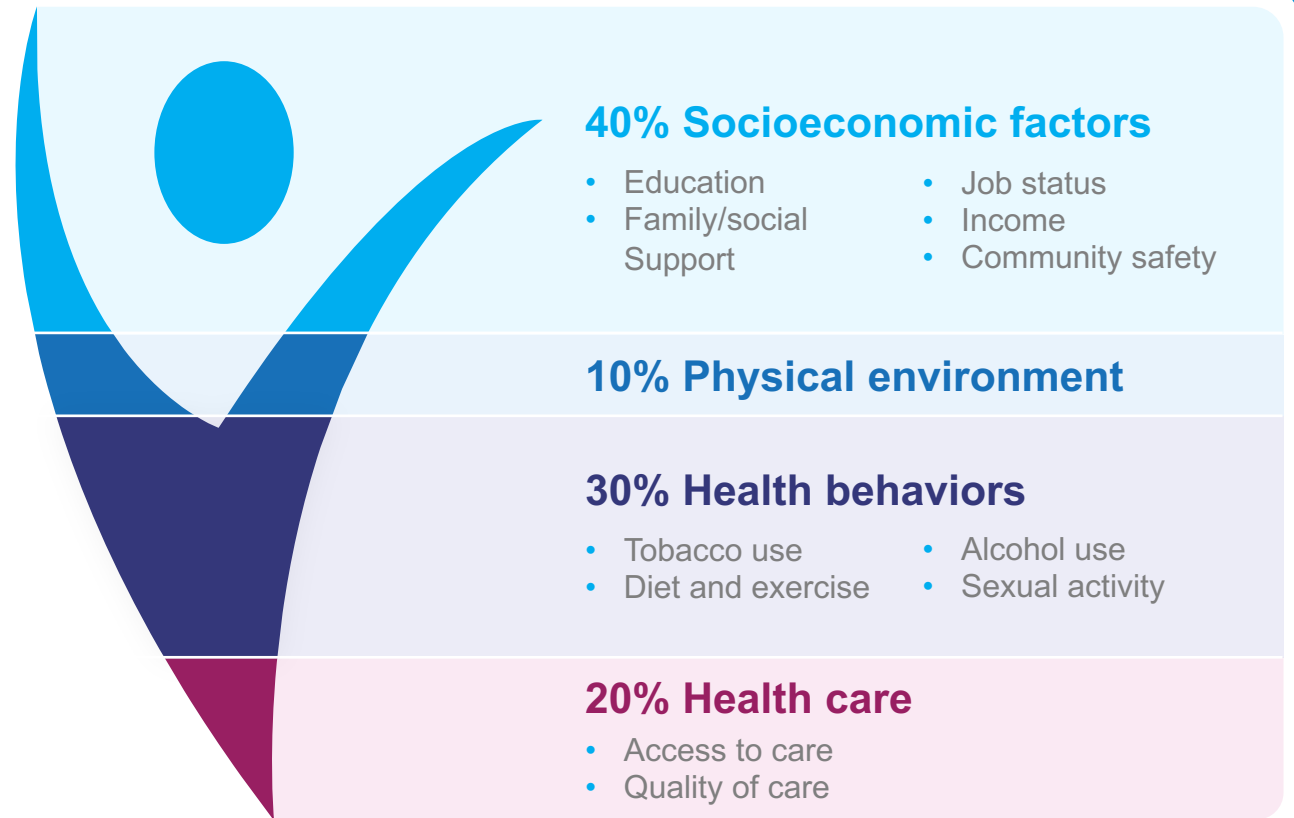 40% Socioeconomic factors
• Education
• Family/social
Support
• Job status
• Income
• Community safety
10% Physical environment
30% Health behaviors
• Tobacco use
• Diet and exercise
• Alcohol use
• Sexual activity
20% Health care
• Access to care
• Quality of care